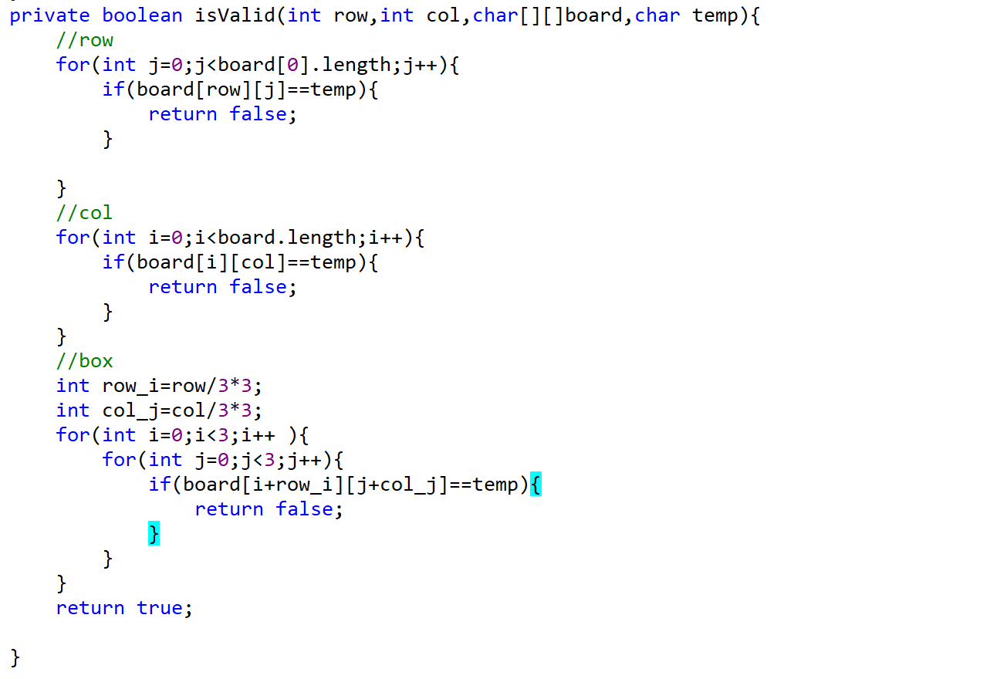 private boolean isValid(int row,int col,char[][]board,char temp){
    //row
    for(int j=0;j<board[0].length;j++){
        if(board[row][j]==temp){
            return false;
        }

    }
    //col
    for(int i=0;i<board.length;i++){
        if(board[i][col]==temp){
            return false;
        }
    }
    //box
    int row_i=row/3*3;
    int col_j=col/3*3;
    for(int i=0;i<3;i++ ){
        for(int j=0;j<3;j++){
            if(board[i+row_i][j+col_j]==temp){
                return false;
            }
        }
    }
    return true;

}